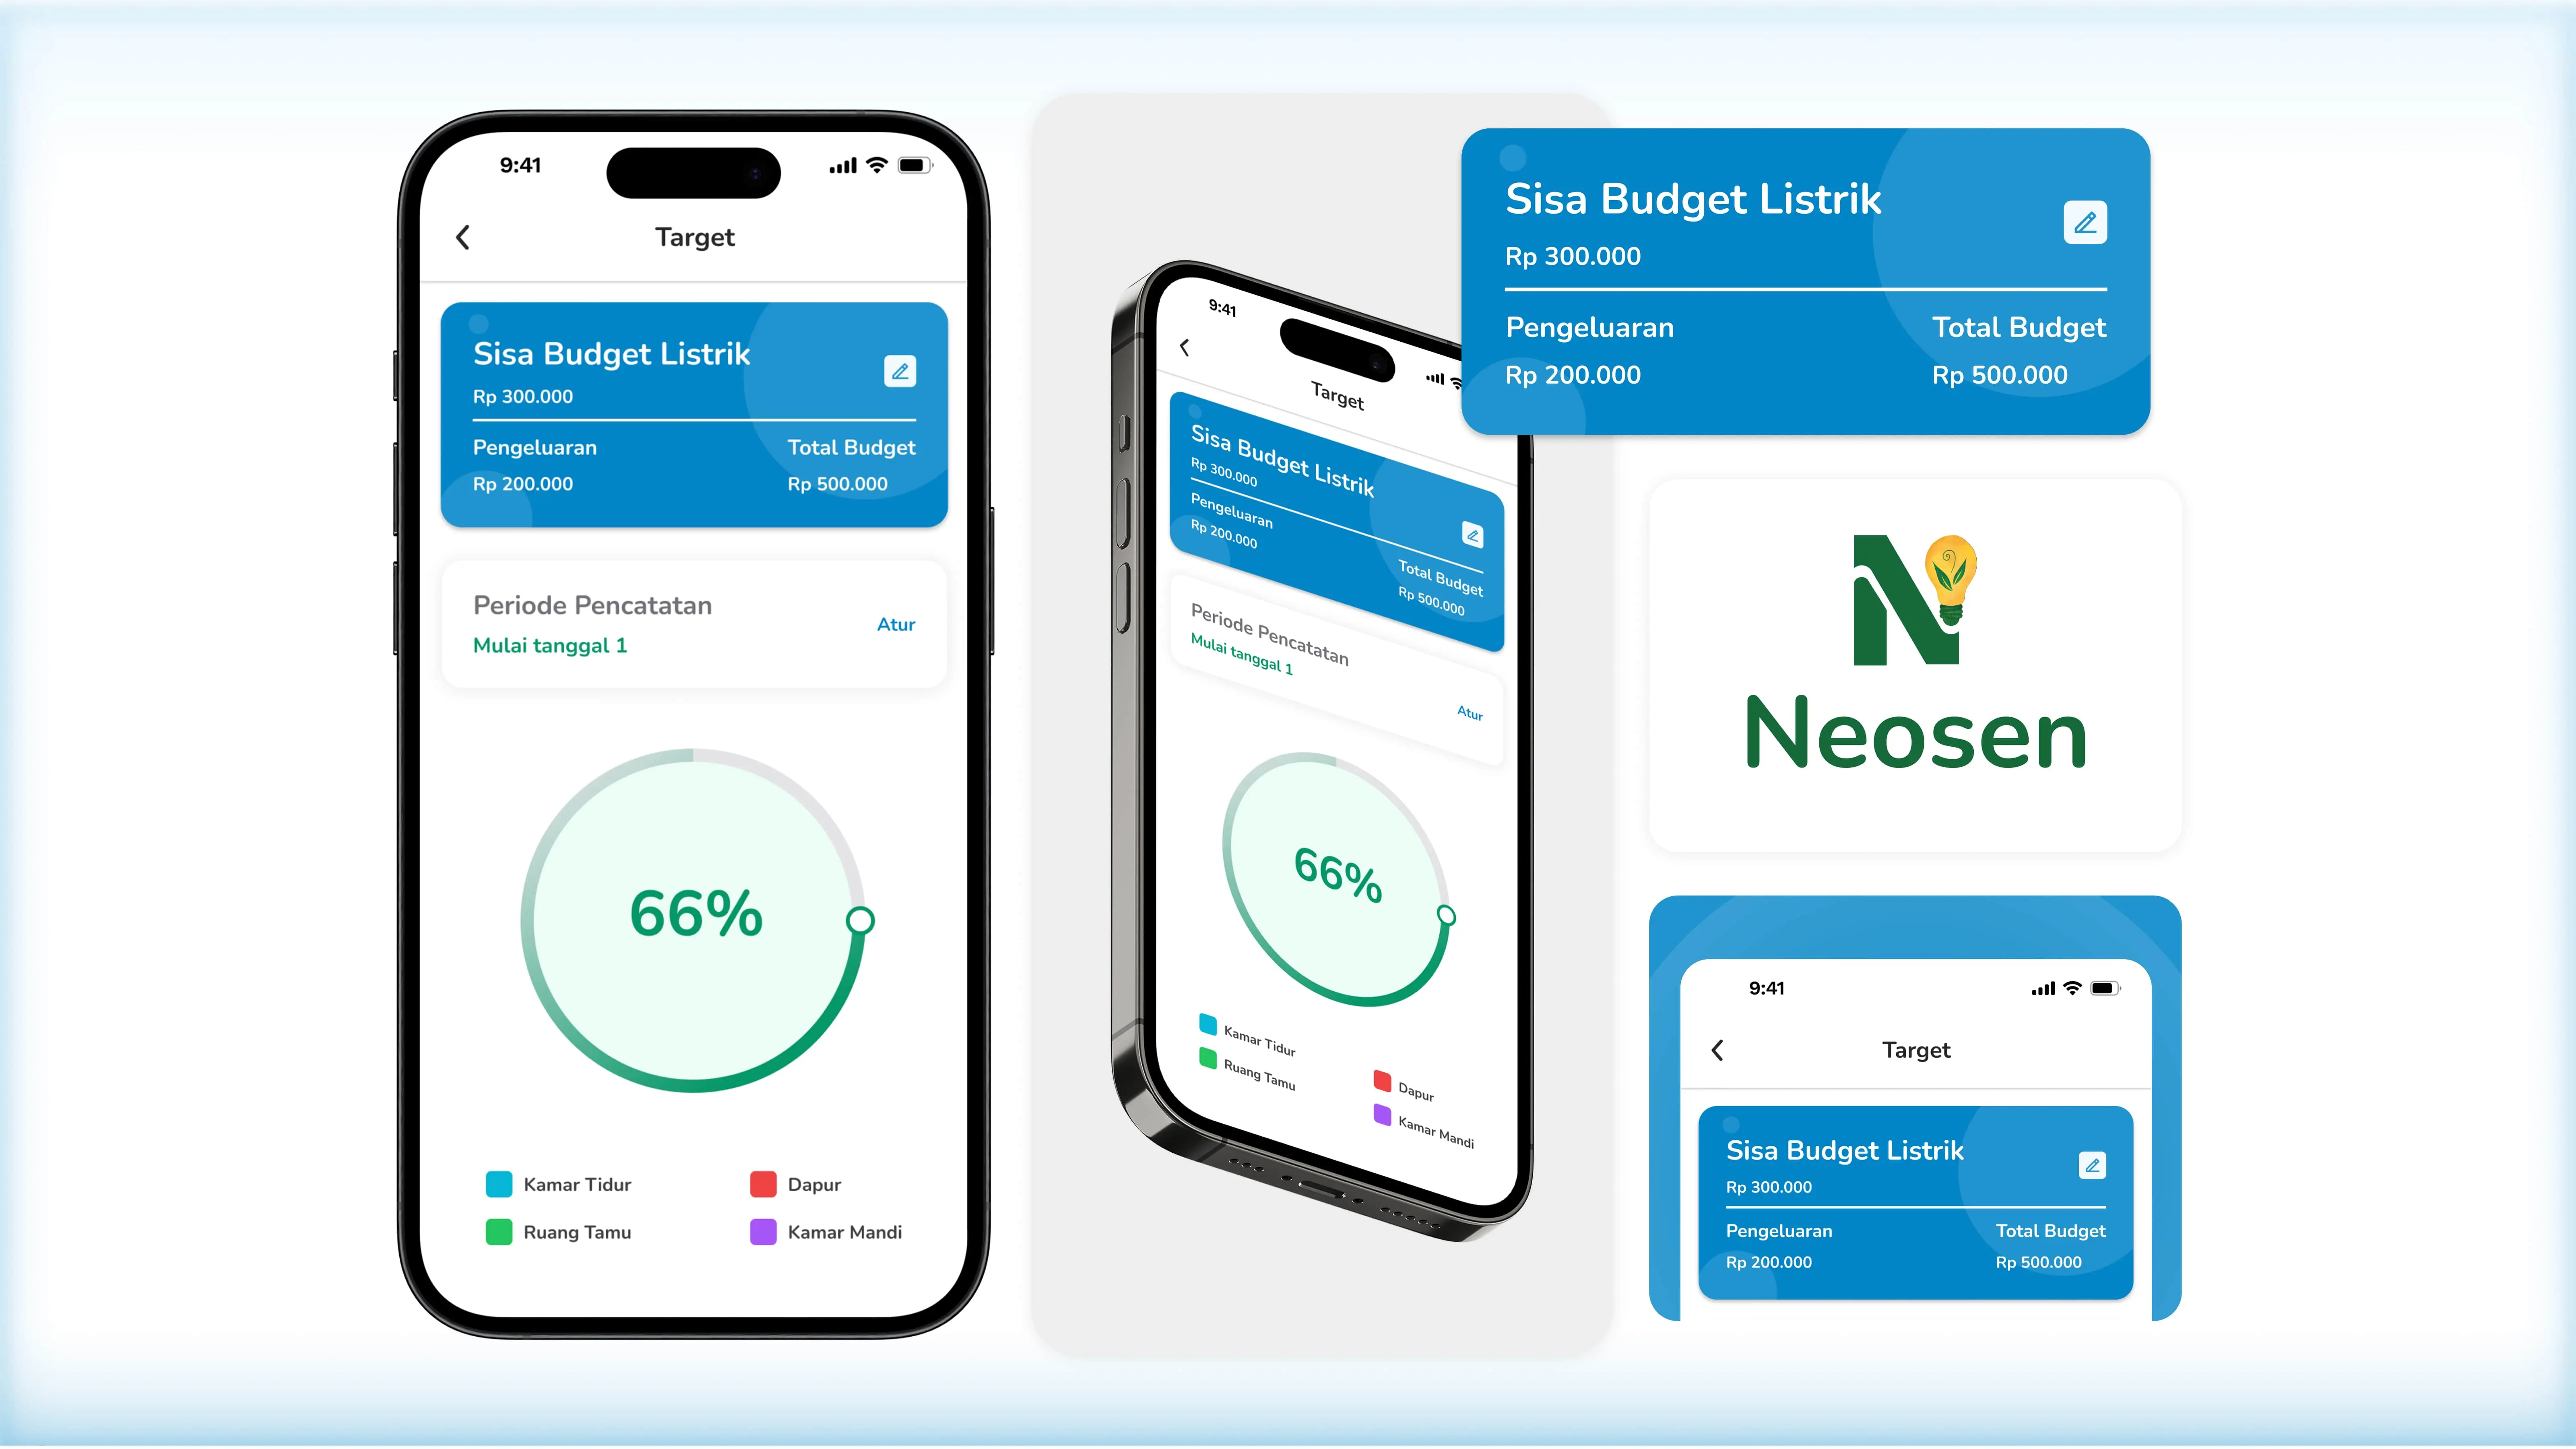 9:41
Target
Sisa Budget Listrik
Rp 300.000
Pengeluaran Total Budget
Rp 200.000 Rp 500.000
Periode Pencatatan
Mulai tanggal 1
Atur
66%
Kamar Tidur Dapur
Ruang Tamu Kamar Mandi
9:41
Target
Sisa Budget Listrik
Rp 300.000
Pengeluaran
Rp 200.000
Total Budget
Rp 500.000
Periode Pencatatan
Mulai tanggal 1
Atur
66%
Kamar Tidur
Ruang Tamu
Dapur
Kamar Mandi
Sisa Budget Listrik
Rp 300.000
Pengeluaran Total Budget
Rp 200.000 Rp 500.000
N
Neosen
9:41
Target
Sisa Budget Listrik
Rp 300.000
Pengeluaran Total Budget
Rp 200.000 Rp 500.000